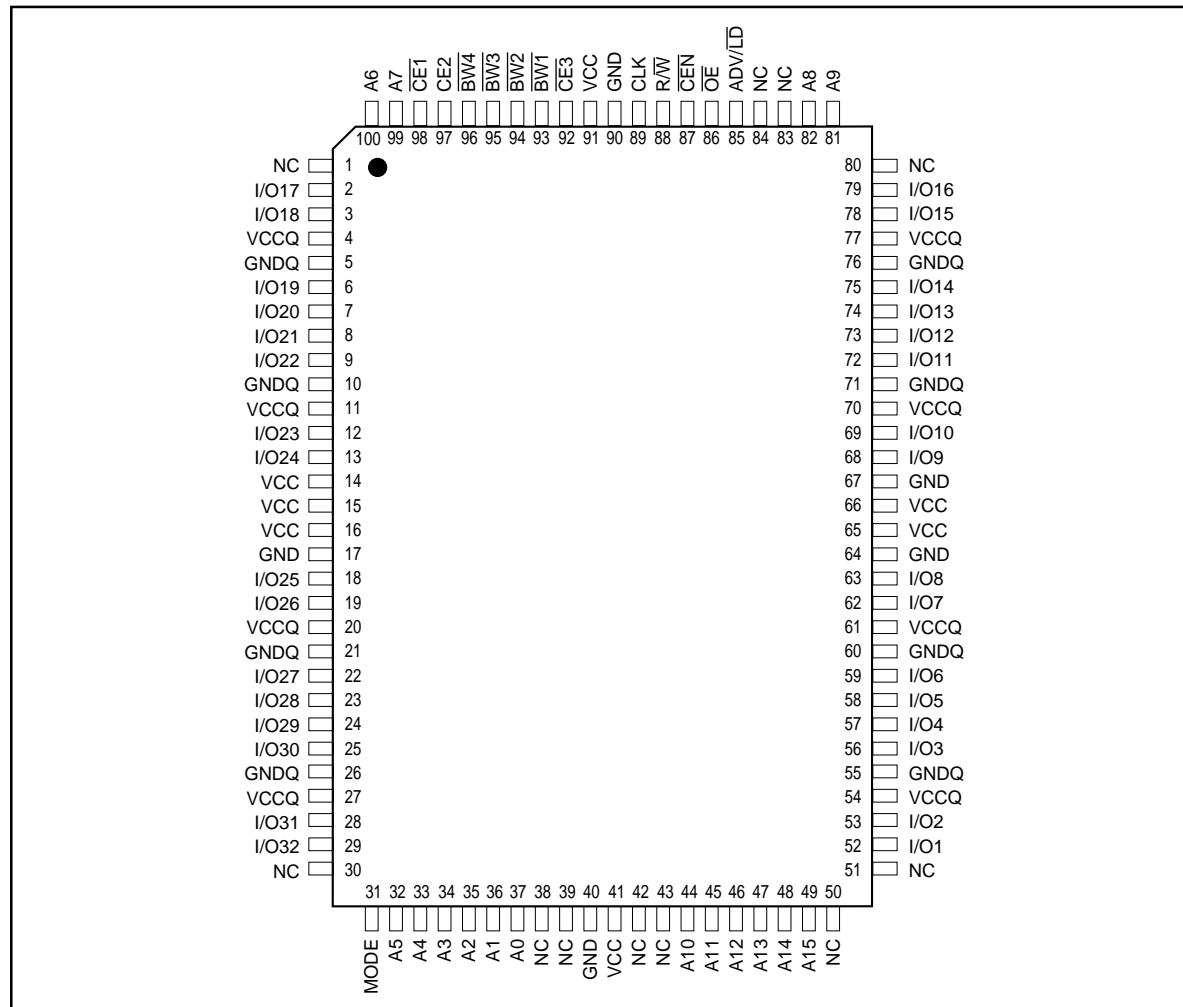 A6 A7 C̅E̅1̅ CE2 B̅W̅4̅ B̅W̅3̅ B̅W̅2̅ B̅W̅1̅ C̅E̅3̅ VCC GND CLK R/W̅ C̅E̅N̅ O̅E̅ ADV/L̅D̅ NC NC A8 A9
100 99 98 97 96 95 94 93 92 91 90 89 88 87 86 85 84 83 82 81
NC 1 80 NC
I/O17 2 79 I/O16
I/O18 3 78 I/O15
VCCQ 4 77 VCCQ
GNDQ 5 76 GNDQ
I/O19 6 75 I/O14
I/O20 7 74 I/O13
I/O21 8 73 I/O12
I/O22 9 72 I/O11
GNDQ 10 71 GNDQ
VCCQ 11 70 VCCQ
I/O23 12 69 I/O10
I/O24 13 68 I/O9
VCC 14 67 GND
VCC 15 66 VCC
VCC 16 65 VCC
GND 17 64 GND
I/O25 18 63 I/O8
I/O26 19 62 I/O7
VCCQ 20 61 VCCQ
GNDQ 21 60 GNDQ
I/O27 22 59 I/O6
I/O28 23 58 I/O5
I/O29 24 57 I/O4
I/O30 25 56 I/O3
GNDQ 26 55 GNDQ
VCCQ 27 54 VCCQ
I/O31 28 53 I/O2
I/O32 29 52 I/O1
NC 30 51 NC
31 32 33 34 35 36 37 38 39 40 41 42 43 44 45 46 47 48 49 50
MODE A5 A4 A3 A2 A1 A0 NC NC GND VCC NC NC A10 A11 A12 A13 A14 A15 NC